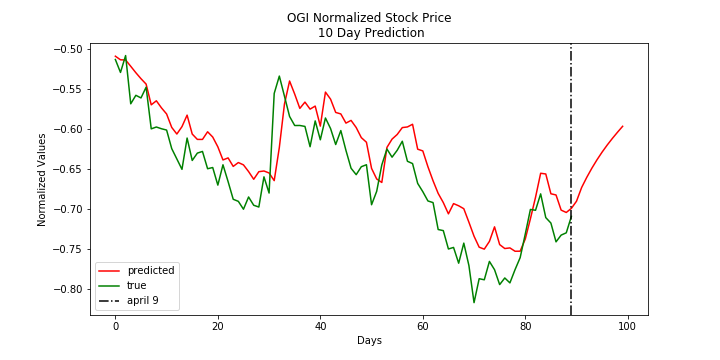 OGI Normalized Stock Price
10 Day Prediction
Normalized Values
−0.50
−0.55
−0.60
−0.65
−0.70
−0.75
−0.80
predicted
true
april 9
0 20 40 60 80 100
Days